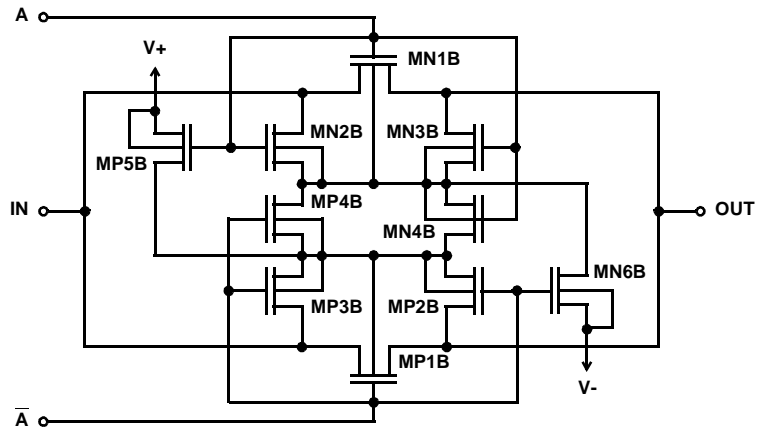 A
V+
MN1B
MN2B
MN3B
MP5B
MP4B
IN
OUT
MN4B
MN6B
MP3B
MP2B
MP1B
V-
A̅